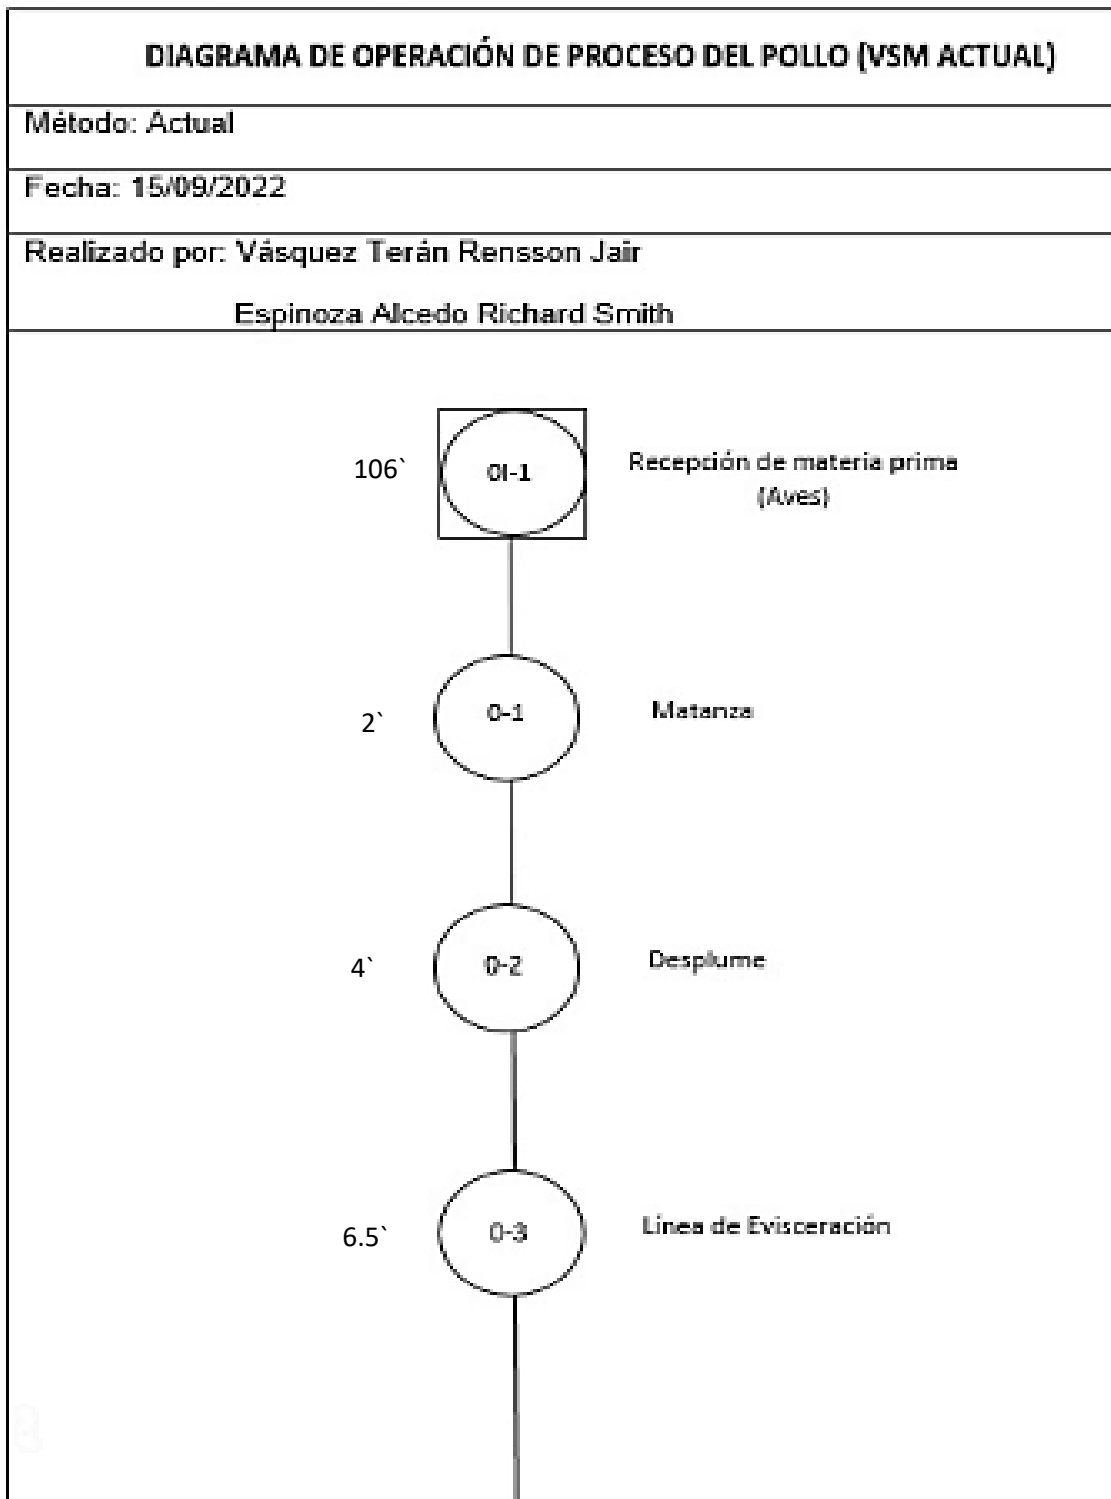 DIAGRAMA DE OPERACIÓN DE PROCESO DEL POLLO (VSM ACTUAL)
Método: Actual
Fecha: 15/09/2022
Realizado por: Vásquez Terán Rensson Jair
Espinoza Alcedo Richard Smith
106` 0I-1 Recepción de materia prima
(Aves)
2` 0-1 Matanza
4` 0-2 Desplume
6.5` 0-3 Línea de Evisceración